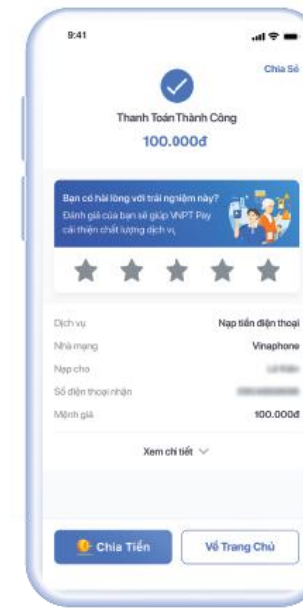 9:41
Chia Sẻ
Thanh Toán Thành Công
100.000đ
Bạn có hài lòng với trải nghiệm này?
Đánh giá của bạn sẽ giúp VNPT Pay
cải thiện chất lượng dịch vụ
Dịch vụ Nạp tiền điện thoại
Nhà mạng Vinaphone
Nạp cho
Số điện thoại nhận
Mệnh giá 100.000đ
Xem chi tiết
Chia Tiền
Về Trang Chủ